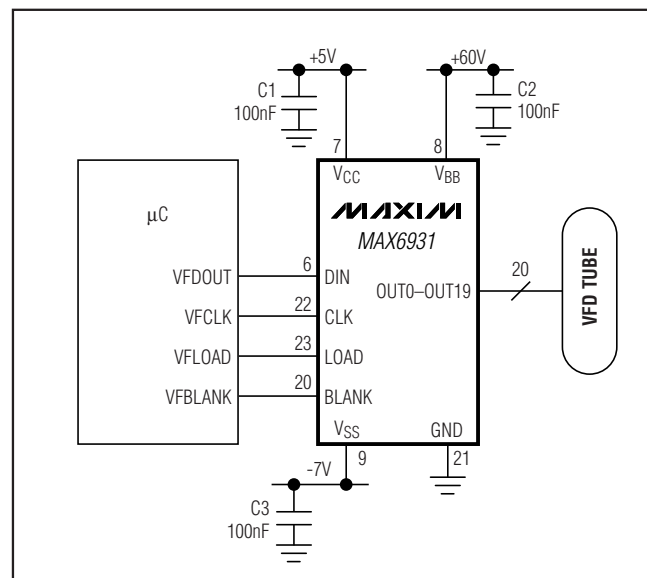 +5V
+60V
C1
100nF
C2
100nF
7
8
VCC
VBB
µC
MAXIM
MAX6931
VFDOUT
6
DIN
OUT0–OUT19
20
VFD TUBE
VFCLK
22
CLK
VFLOAD
23
LOAD
VFBLANK
20
BLANK
VSS
GND
9
21
-7V
C3
100nF